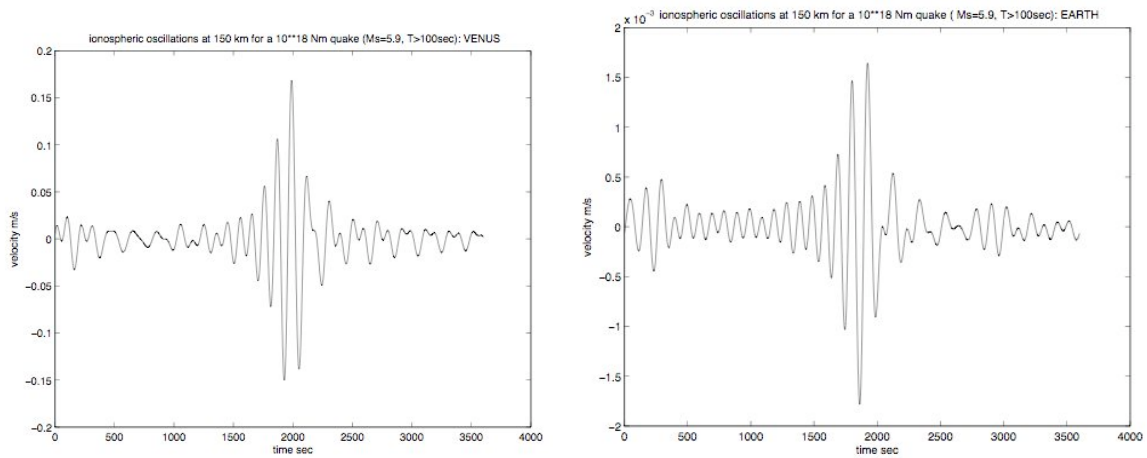 ionospheric oscillations at 150 km for a 10**18 Nm quake (Ms=5.9, T>100sec): VENUS
0.2
0.15
0.1
0.05
0
−0.05
−0.1
−0.15
−0.2
velocity m/s
0 500 1000 1500 2000 2500 3000 3500 4000
time sec
x 10⁻³ ionospheric oscillations at 150 km for a 10**18 Nm quake ( Ms=5.9, T>100sec): EARTH
2
1.5
1
0.5
0
−0.5
−1
−1.5
−2
velocity m/s
0 500 1000 1500 2000 2500 3000 3500 4000
time sec